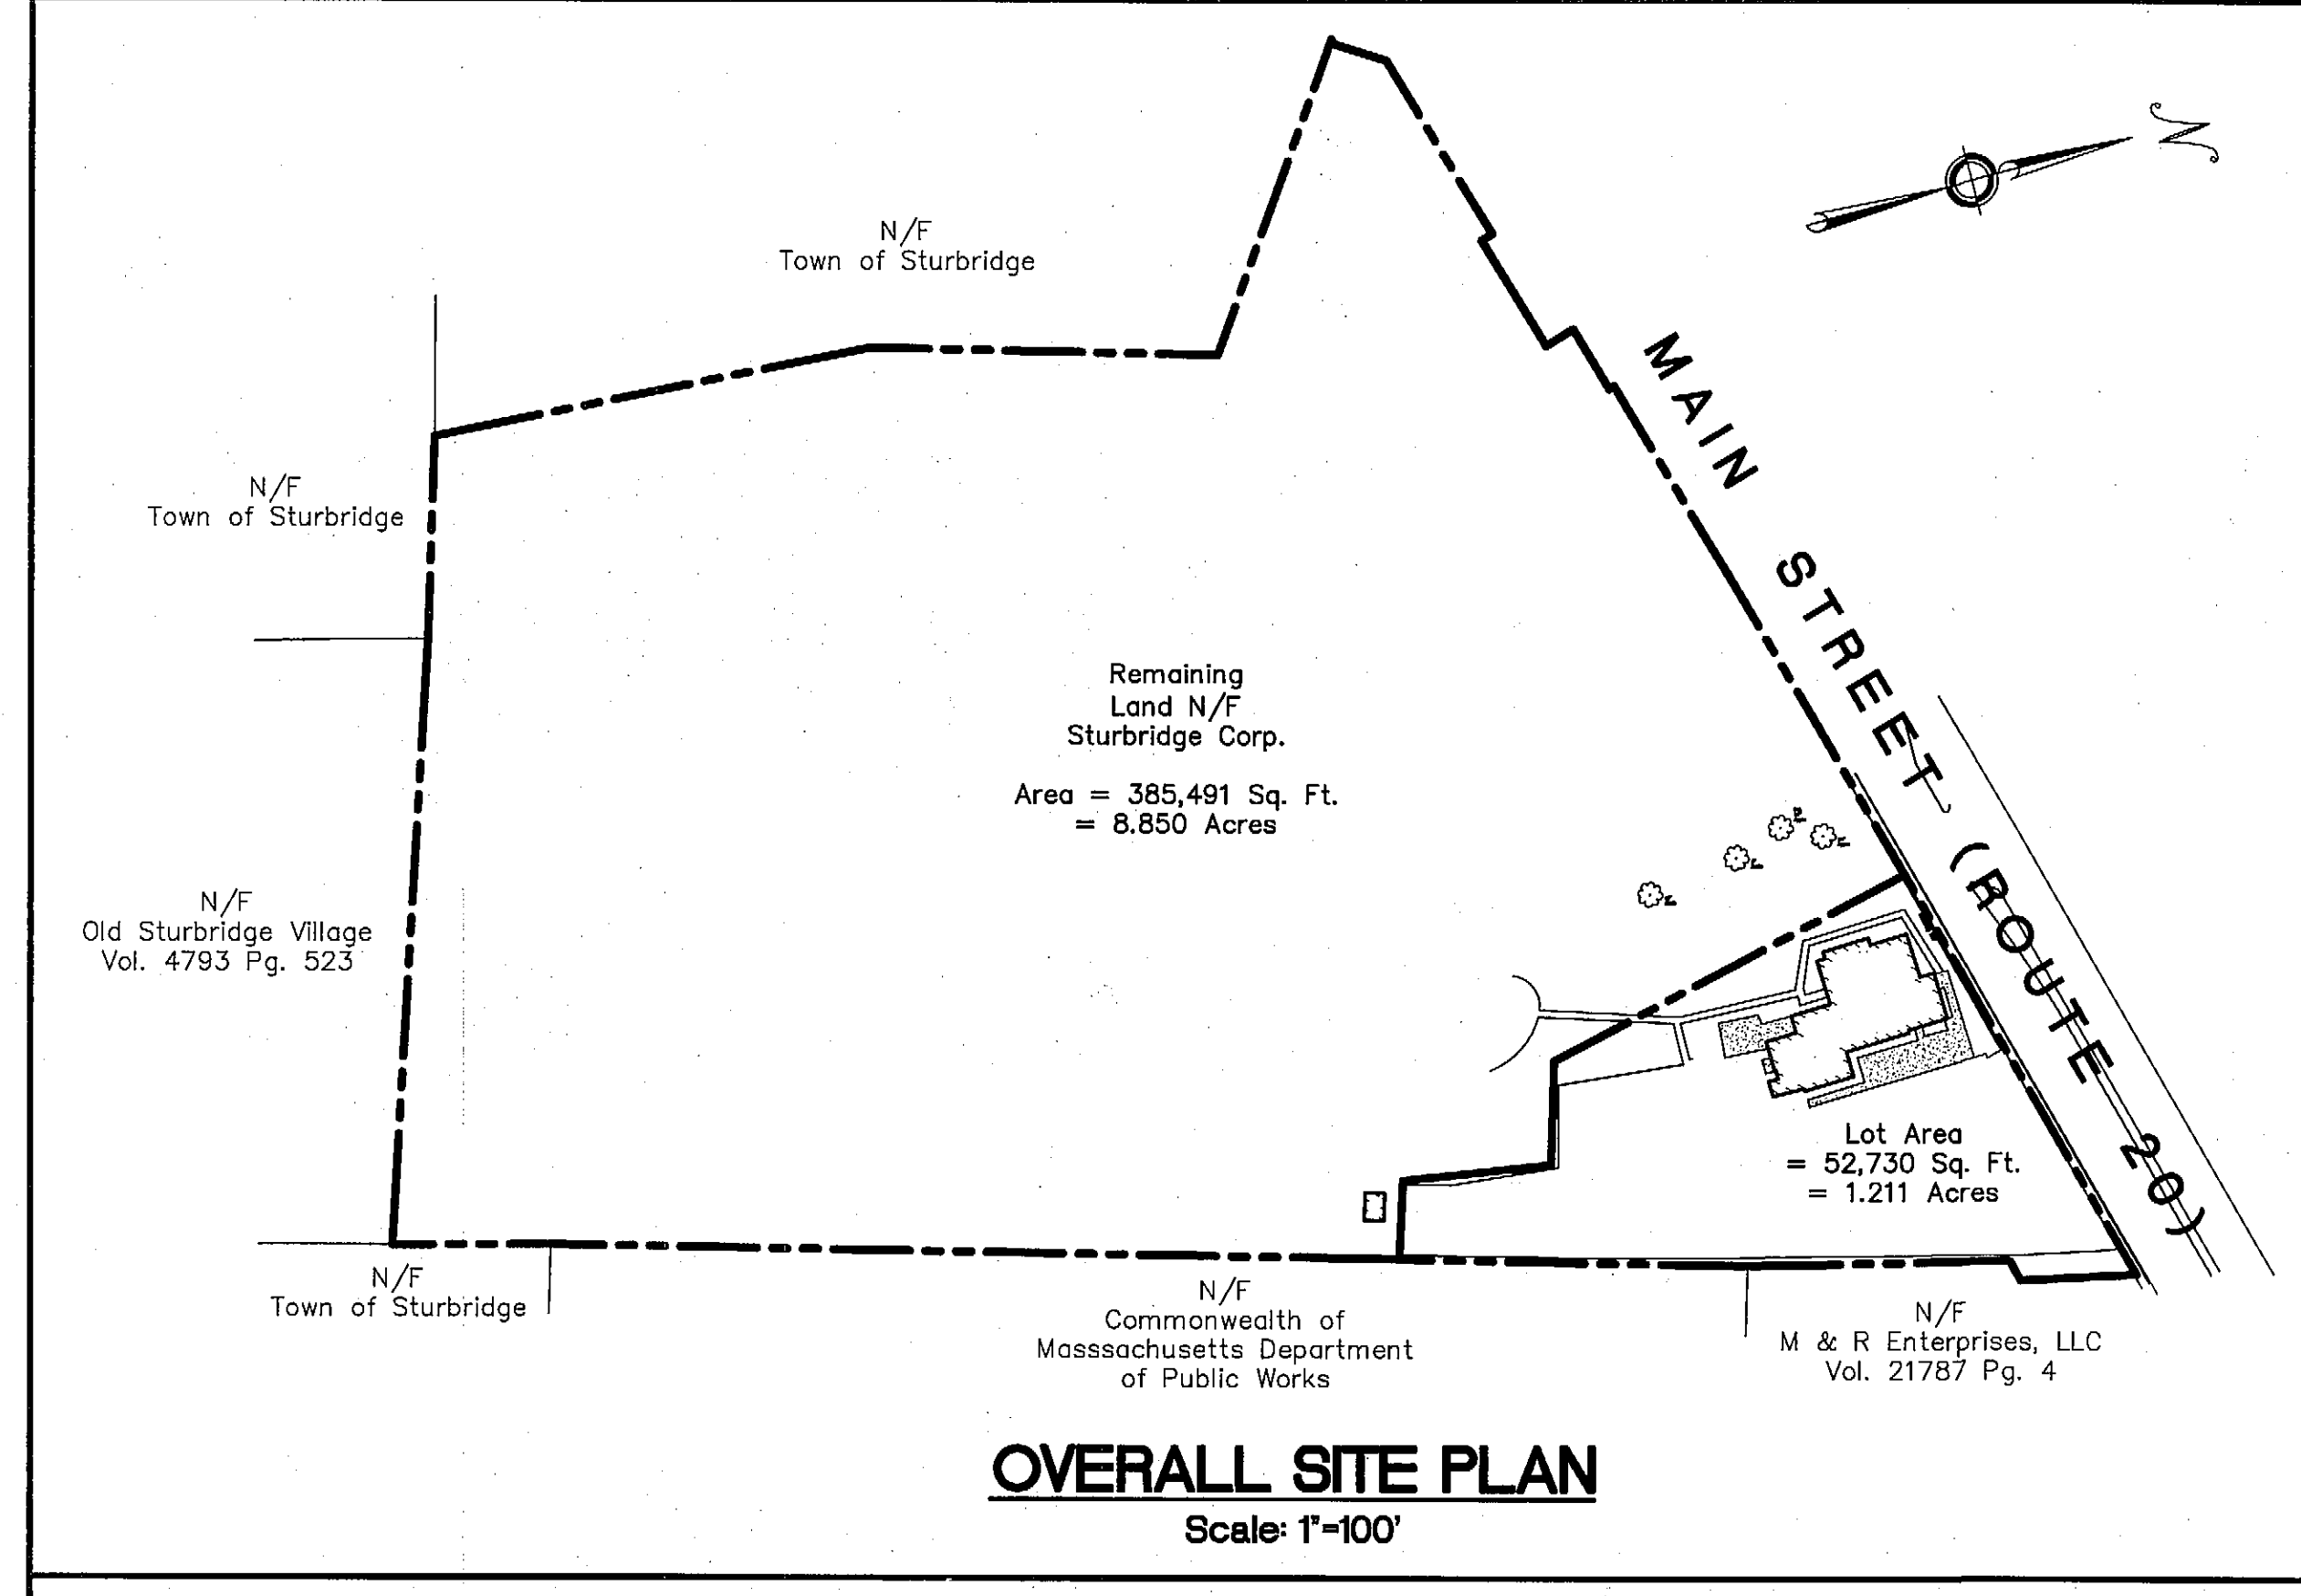 N
N/F
Town of Sturbridge
MAIN STREET (ROUTE 20)
N/F
Town of Sturbridge
Remaining
Land N/F
Sturbridge Corp.
Area = 385,491 Sq. Ft.
= 8.850 Acres
N/F
Old Sturbridge Village
Vol. 4793 Pg. 523
Lot Area
= 52,730 Sq. Ft.
= 1.211 Acres
N/F
Town of Sturbridge
N/F
Commonwealth of
Masssachusetts Department
of Public Works
N/F
M & R Enterprises, LLC
Vol. 21787 Pg. 4
OVERALL SITE PLAN
Scale: 1"=100'